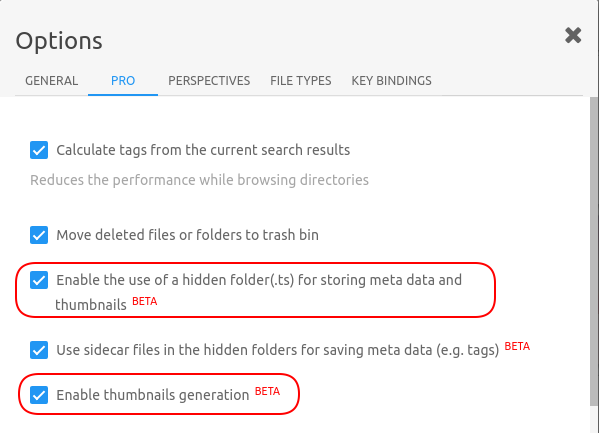 Options
GENERAL PRO PERSPECTIVES FILE TYPES KEY BINDINGS
Calculate tags from the current search results
Reduces the performance while browsing directories
Move deleted files or folders to trash bin
Enable the use of a hidden folder(.ts) for storing meta data and
thumbnails BETA
Use sidecar files in the hidden folders for saving meta data (e.g. tags) BETA
Enable thumbnails generation BETA